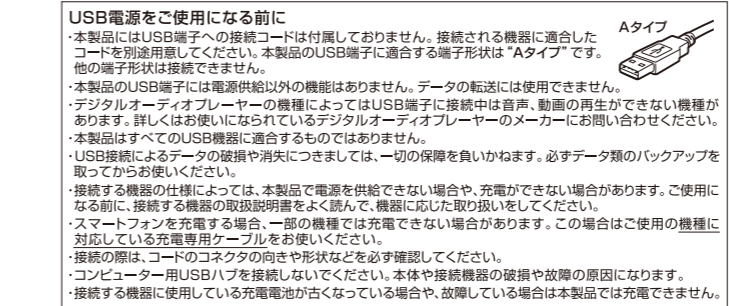 USB電源をご使用になる前に
・本製品にはUSB端子への接続コードは付属しておりません。接続される機器に適合した
コードを別途用意してください。本製品のUSB端子に適合する端子形状は“Aタイプ”です。
他の端子形状は接続できません。
Aタイプ
・本製品のUSB端子には電源供給以外の機能はありません。データの転送には使用できません。
・デジタルオーディオプレーヤーの機種によってはUSB端子に接続中は音声、動画の再生ができない機種が
あります。詳しくはお使いになられているデジタルオーディオプレーヤーのメーカーにお問い合わせください。
・本製品はすべてのUSB機器に適合するものではありません。
・USB接続によるデータの破損や消失につきましては、一切の保障を負いかねます。必ずデータ類のバックアップを
取ってからお使いください。
・接続する機器の仕様によっては、本製品で電源を供給できない場合や、充電ができない場合があります。ご使用に
なる前に、接続する機器の取扱説明書をよく読んで、機器に応じた取り扱いをしてください。
・スマートフォンを充電する場合、一部の機種では充電できない場合があります。この場合はご使用の機種に
対応している充電専用ケーブルをお使いください。
・接続の際は、コードのコネクタの向きや形状などを必ず確認してください。
・コンピューター用USBハブを接続しないでください。本体や接続機器の破損や故障の原因になります。
・接続する機器に使用している充電電池が古くなっている場合や、故障している場合は本製品では充電できません。